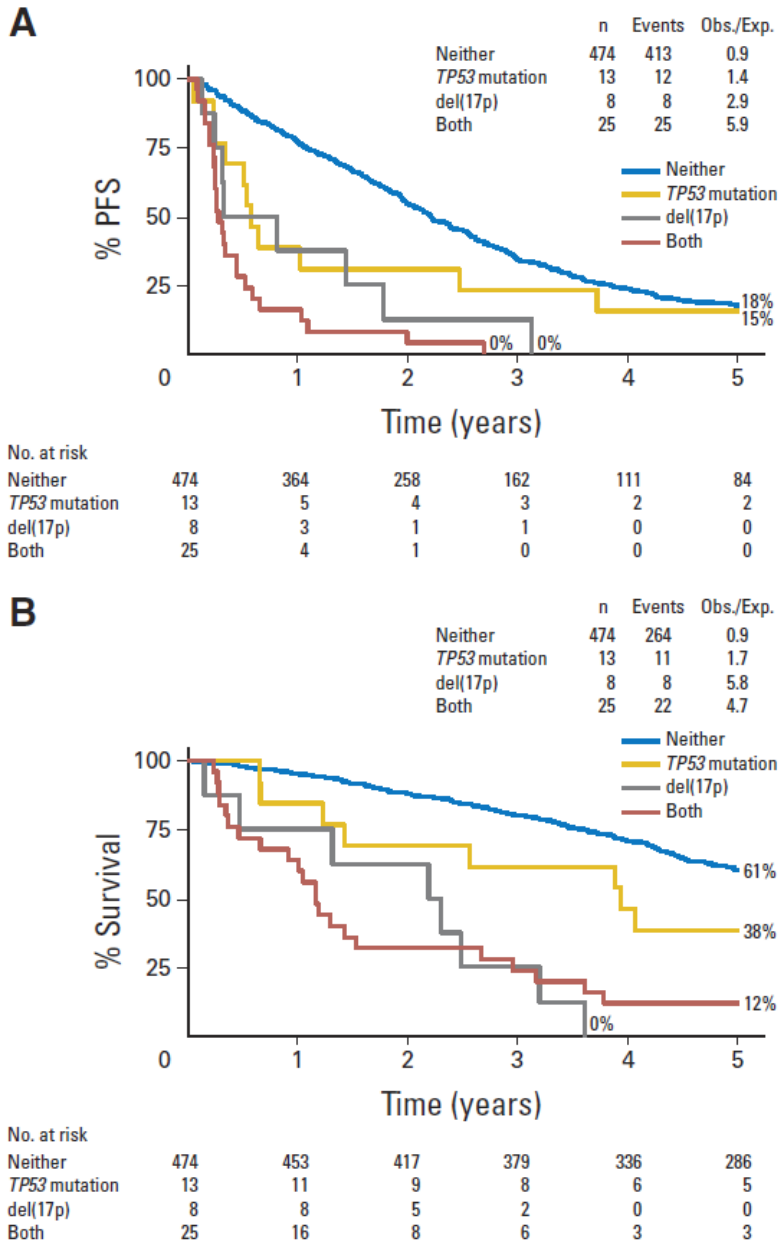 A
n Events Obs./Exp.
Neither 474 413 0.9
TP53 mutation 13 12 1.4
del(17p) 8 8 2.9
Both 25 25 5.9
Neither
TP53 mutation
del(17p)
Both
100
75
50
25
% PFS
18%
15%
0% 0%
0 1 2 3 4 5
Time (years)
No. at risk
Neither 474 364 258 162 111 84
TP53 mutation 13 5 4 3 2 2
del(17p) 8 3 1 1 0 0
Both 25 4 1 0 0 0
B
n Events Obs./Exp.
Neither 474 264 0.9
TP53 mutation 13 11 1.7
del(17p) 8 8 5.8
Both 25 22 4.7
Neither
TP53 mutation
del(17p)
Both
100
75
50
25
% Survival
61%
38%
12%
0%
0 1 2 3 4 5
Time (years)
No. at risk
Neither 474 453 417 379 336 286
TP53 mutation 13 11 9 8 6 5
del(17p) 8 8 5 2 0 0
Both 25 16 8 6 3 3